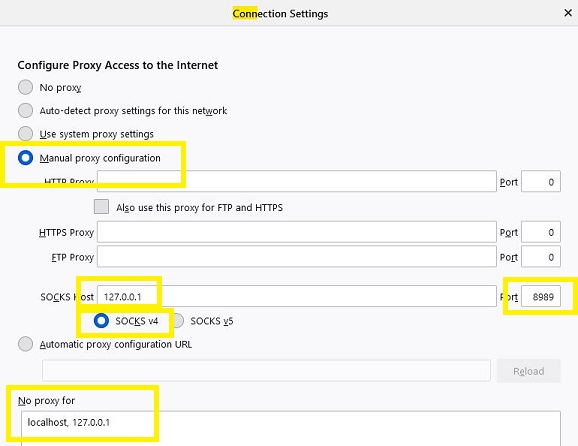 Connection Settings ×
Configure Proxy Access to the Internet
No proxy
Auto-detect proxy settings for this network
Use system proxy settings
Manual proxy configuration
HTTP Proxy Port 0
Also use this proxy for FTP and HTTPS
HTTPS Proxy Port 0
FTP Proxy Port 0
SOCKS Host 127.0.0.1 Port 8989
SOCKS v4 SOCKS v5
Automatic proxy configuration URL
Reload
No proxy for
localhost, 127.0.0.1